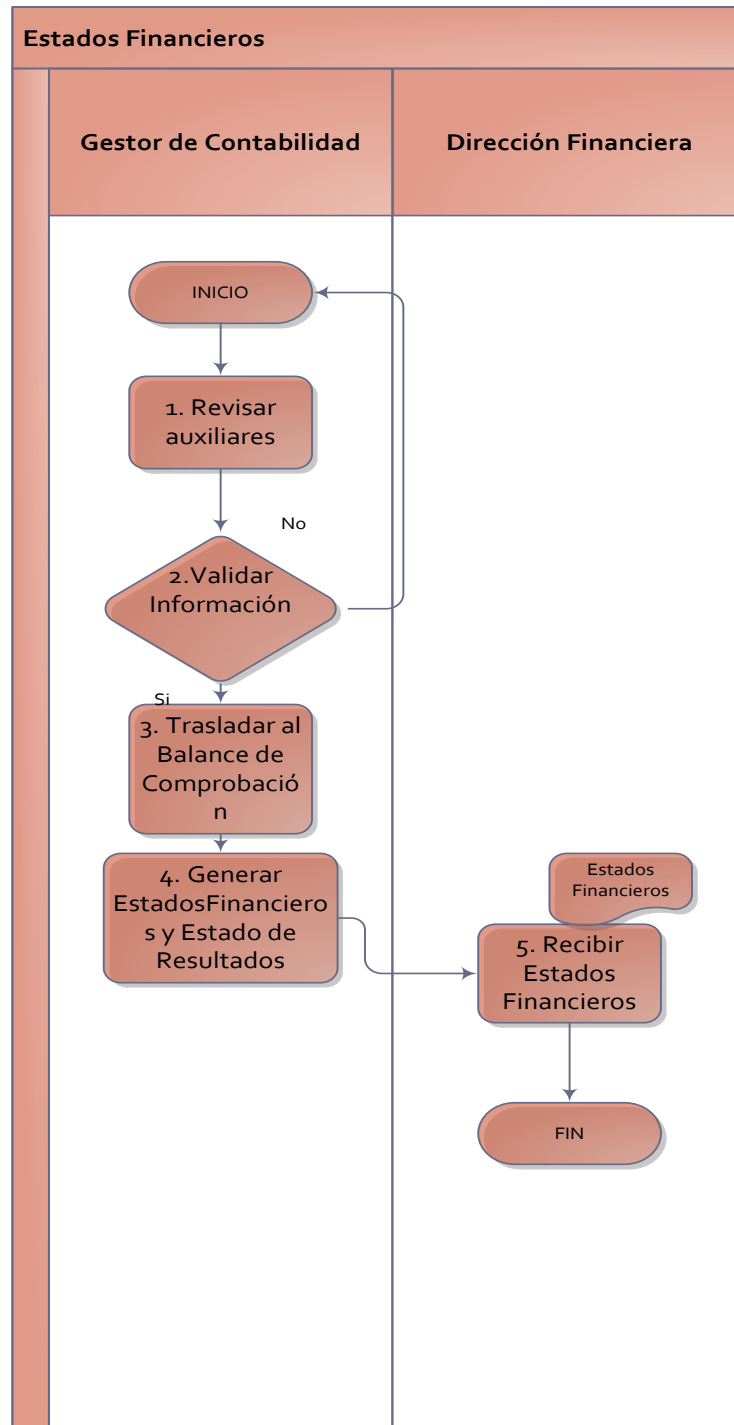 Estados Financieros
Gestor de Contabilidad
Dirección Financiera
INICIO
1. Revisar
auxiliares
No
2.Validar
Información
Si
3. Trasladar al
Balance de
Comprobació
n
4. Generar
EstadosFinanciero
s y Estado de
Resultados
Estados
Financieros
5. Recibir
Estados
Financieros
FIN